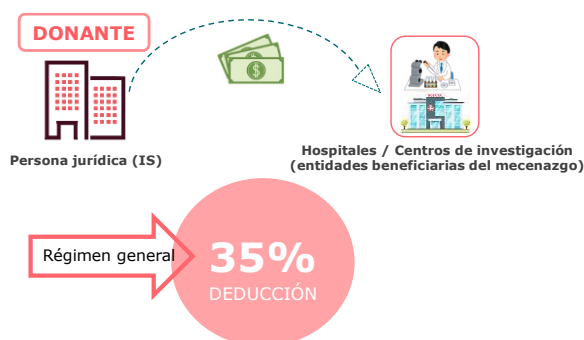 DONANTE
$
Persona jurídica (IS)
Hospitales / Centros de investigación
(entidades beneficiarias del mecenazgo)
Régimen general
35%
DEDUCCIÓN